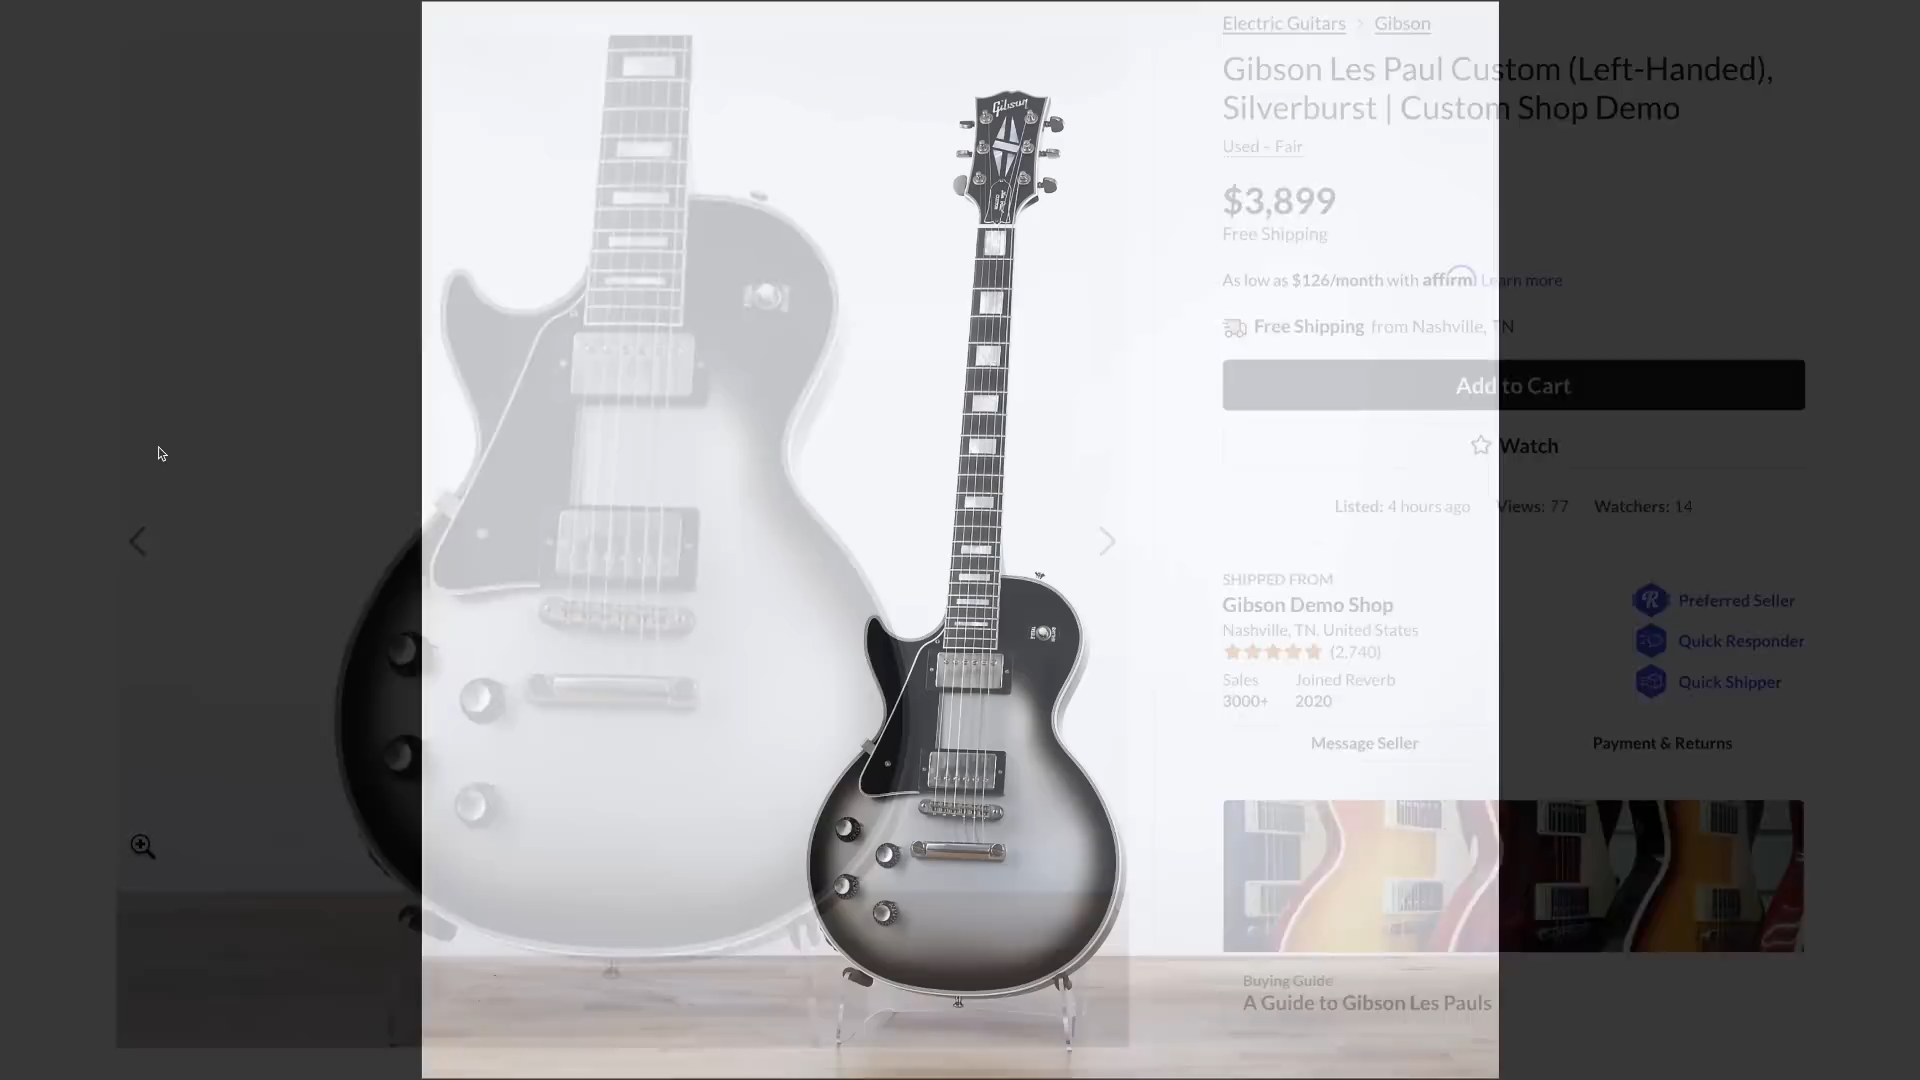 Electric Guitars > Gibson
Gibson Les Paul Custom (Left-Handed),
Silverburst | Custom Shop Demo
Used – Fair
$3,899
Free Shipping
As low as $126/month with affirm Learn more
Free Shipping from Nashville, TN
Add to Cart
Watch
Listed: 4 hours ago Views: 77 Watchers: 14
SHIPPED FROM
Gibson Demo Shop
Nashville, TN, United States
(2,740)
Sales Joined Reverb
3000+ 2020
Preferred Seller
Quick Responder
Quick Shipper
Message Seller
Payment & Returns
Buying Guide
A Guide to Gibson Les Pauls
Gibson